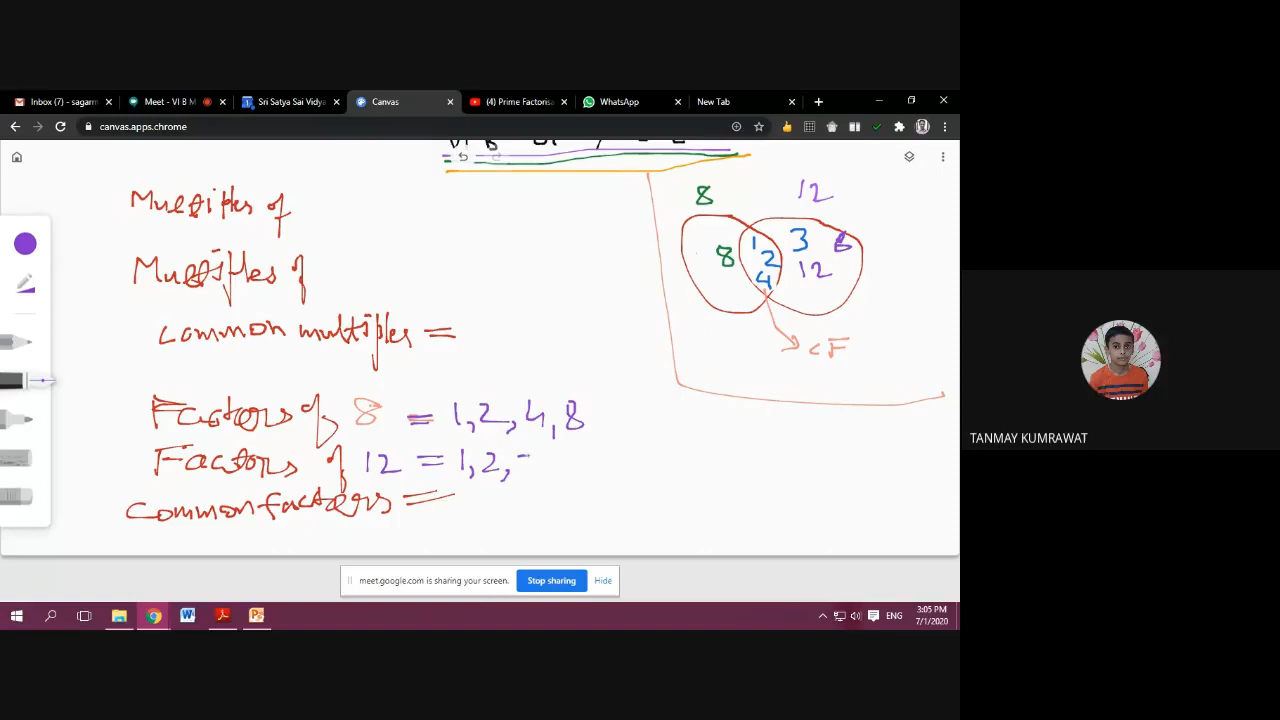 Inbox (7) - sagarm
Meet - VI B M
Sri Satya Sai Vidya
Canvas
(4) Prime Factoris
WhatsApp
New Tab
canvas.apps.chrome
8 12
8 1 2 4 3 6 12
CF
Multiples of
Multiples of
common multiples =
Factors of 8 = 1,2,4,8
Factors of 12 = 1,2,
common factors =
meet.google.com is sharing your screen.
Stop sharing
Hide
TANMAY KUMRAWAT
ENG
3:05 PM
7/1/2020